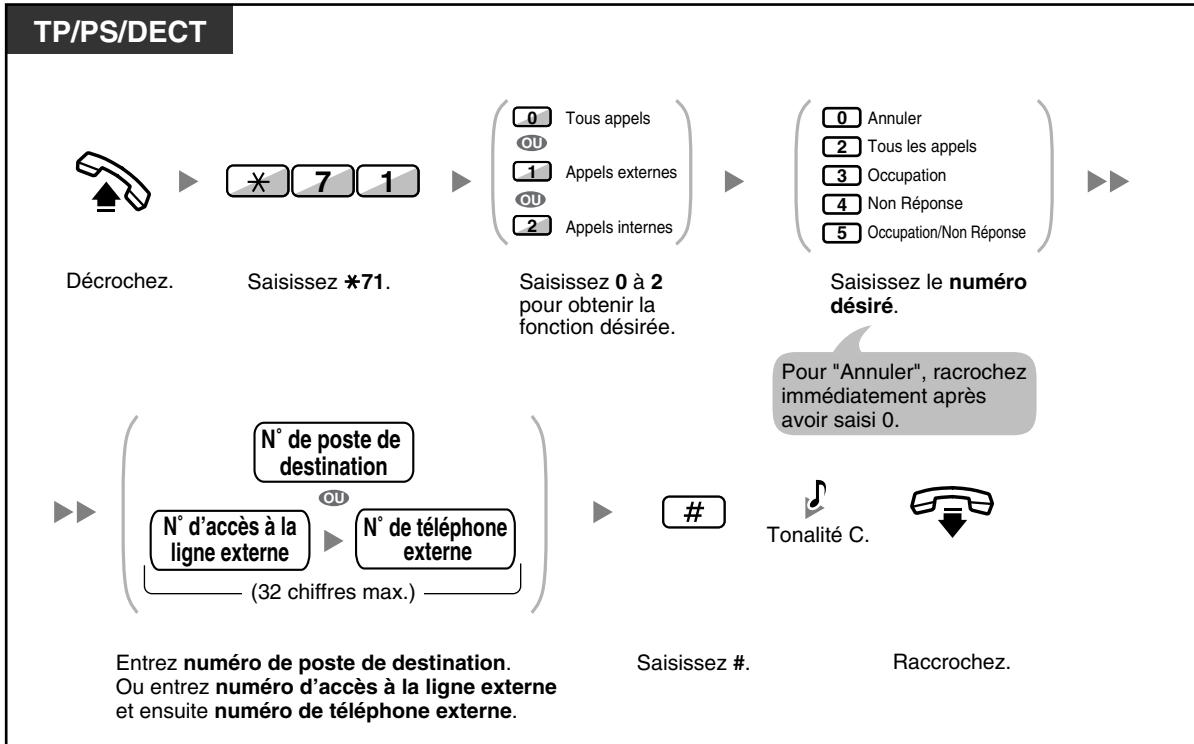 TP/PS/DECT
0 Tous appels
OU
1 Appels externes
OU
2 Appels internes
0 Annuler
2 Tous les appels
3 Occupation
4 Non Réponse
5 Occupation/Non Réponse
* 7 1
Décrochez.
Saisissez *71.
Saisissez 0 à 2
pour obtenir la
fonction désirée.
Saisissez le numéro
désiré.
Pour "Annuler", racrochez
immédiatement après
avoir saisi 0.
N° de poste de
destination
OU
N° d'accès à la
ligne externe
N° de téléphone
externe
(32 chiffres max.)
#
Tonalité C.
Entrez numéro de poste de destination.
Ou entrez numéro d'accès à la ligne externe
et ensuite numéro de téléphone externe.
Saisissez #.
Raccrochez.